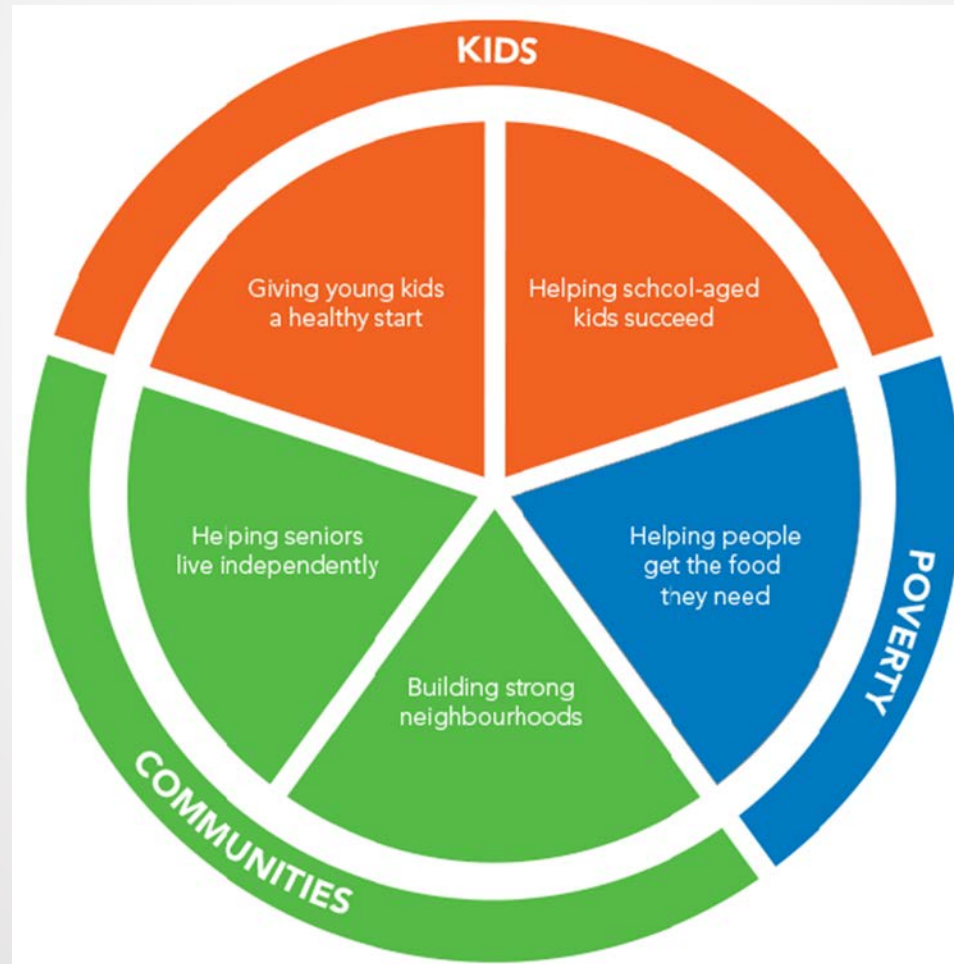 KIDS
Giving young kids
a healthy start
Helping school-aged
kids succeed
Helping seniors
live independently
Helping people
get the food
they need
Building strong
neighbourhoods
POVERTY
COMMUNITIES